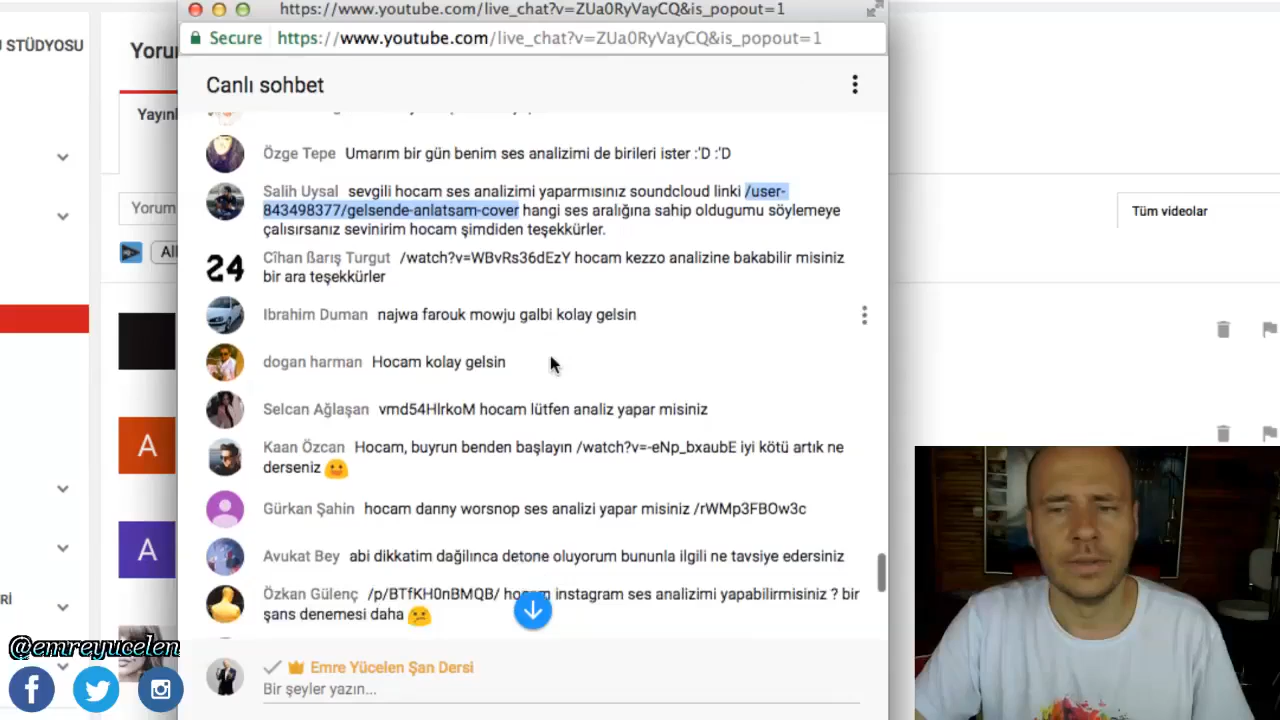 https://www.youtube.com/live_chat?v=ZUa0RyVayCQ&is_popout=1
Secure https://www.youtube.com/live_chat?v=ZUa0RyVayCQ&is_popout=1
STÜDYOSU
Canlı sohbet
Özge Tepe Umarım bir gün benim ses analizimi de birileri ister :'D :'D
Salih Uysal sevgili hocam ses analizimi yaparmısınız soundcloud linki /user-
843498377/gelsende-anlatsam-cover hangi ses aralığına sahip oldugumu söylemeye
çalısırsanız sevinirim hocam şimdiden teşekkürler.
Cîhan ßarış Turgut /watch?v=WBvRs36dEzY hocam kezzo analizine bakabilir misiniz
bir ara teşekkürler
24
Ibrahim Duman najwa farouk mowju galbi kolay gelsin
dogan harman Hocam kolay gelsin
Selcan Ağlaşan vmd54HlrkoM hocam lütfen analiz yapar misiniz
Kaan Özcan Hocam, buyrun benden başlayın /watch?v=-eNp_bxaubE iyi kötü artık ne
derseniz
Gürkan Şahin hocam danny worsnop ses analizi yapar misiniz /rWMp3FBOw3c
Avukat Bey abi dikkatim dağılınca detone oluyorum bununla ilgili ne tavsiye edersiniz
Özkan Gülenç /p/BTfKH0nBMQB/ instagram ses analizimi yapabilirmisiniz ? bir
şans denemesi daha
Emre Yücelen Şan Dersi
Bir şeyler yazın...
Yorum
Tüm videolar
A
A
@emreyucelen